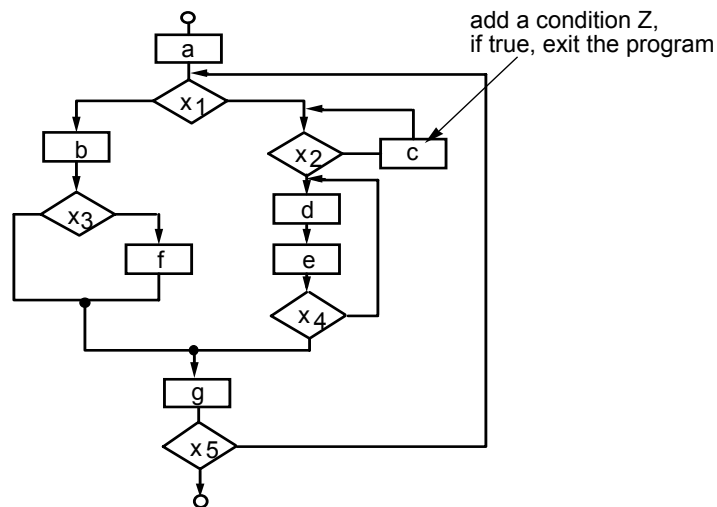 add a condition Z,
if true, exit the program
a
x1
b
x2
c
x3
d
f
e
x4
g
x5